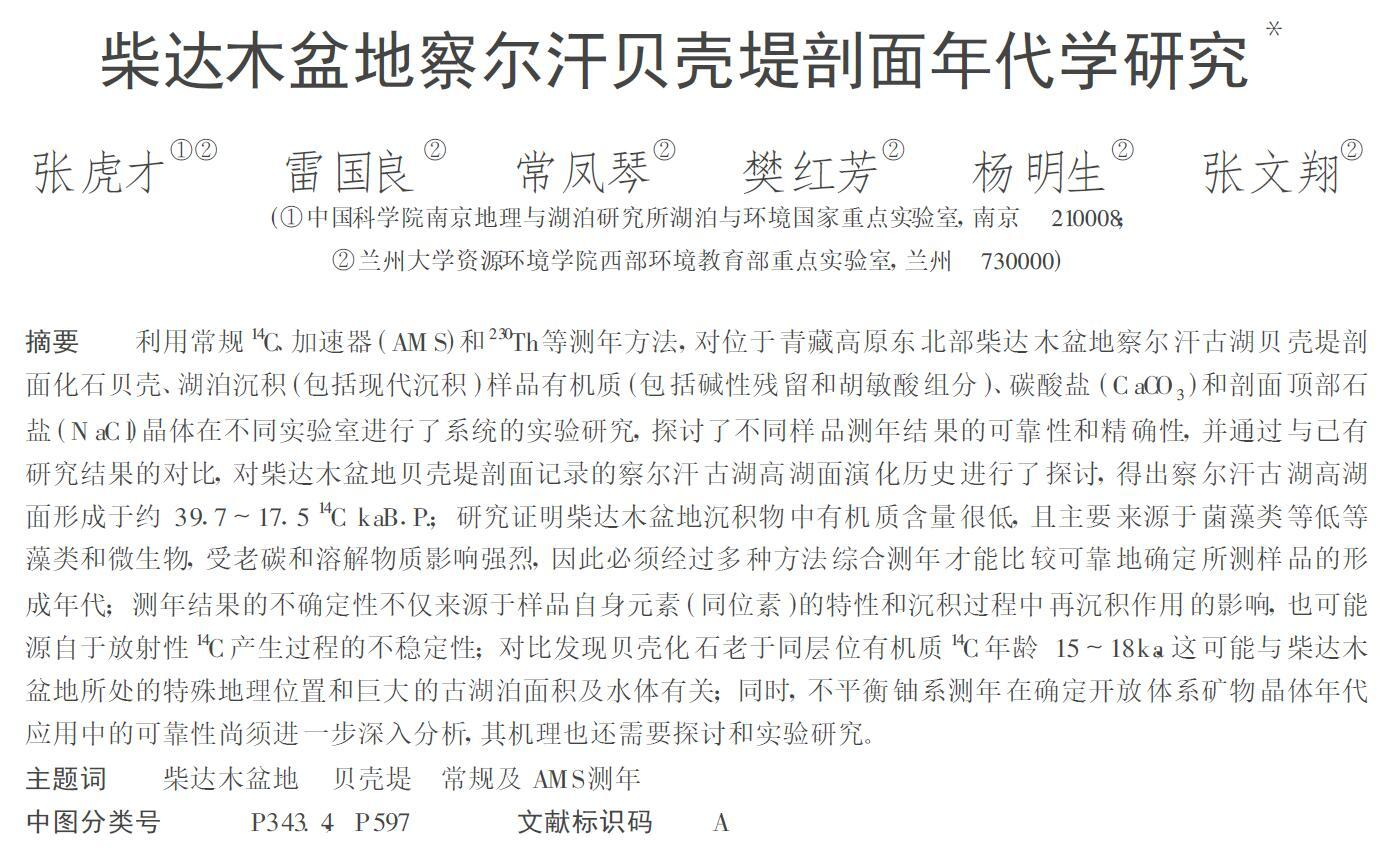 柴达木盆地察尔汗贝壳堤剖面年代学研究*
张虎才①② 雷国良② 常凤琴② 樊红芳② 杨明生② 张文翔②
(①中国科学院南京地理与湖泊研究所湖泊与环境国家重点实验室,南京 210008;
②兰州大学资源环境学院西部环境教育部重点实验室,兰州 730000)
摘要 利用常规¹⁴C、加速器(AMS)和²³⁰Th等测年方法,对位于青藏高原东北部柴达木盆地察尔汗古湖贝壳堤剖
面化石贝壳、湖泊沉积(包括现代沉积)样品有机质(包括碱性残留和胡敏酸组分)、碳酸盐(CaCO₃)和剖面顶部石
盐(NaCl)晶体在不同实验室进行了系统的实验研究,探讨了不同样品测年结果的可靠性和精确性,并通过与已有
研究结果的对比,对柴达木盆地贝壳堤剖面记录的察尔汗古湖高湖面演化历史进行了探讨,得出察尔汗古湖高湖
面形成于约 39.7~17.5 ¹⁴C kaB.P.; 研究证明柴达木盆地沉积物中有机质含量很低,且主要来源于菌藻类等低等
藻类和微生物,受老碳和溶解物质影响强烈,因此必须经过多种方法综合测年才能比较可靠地确定所测样品的形
成年代; 测年结果的不确定性不仅来源于样品自身元素(同位素)的特性和沉积过程中再沉积作用的影响,也可能
源自于放射性¹⁴C产生过程的不稳定性; 对比发现贝壳化石老于同层位有机质¹⁴C年龄 15~18ka,这可能与柴达木
盆地所处的特殊地理位置和巨大的古湖泊面积及水体有关; 同时,不平衡铀系测年在确定开放体系矿物晶体年代
应用中的可靠性尚须进一步深入分析,其机理也还需要探讨和实验研究。
主题词 柴达木盆地 贝壳堤 常规及AMS测年
中图分类号 P343.4, P597 文献标识码 A